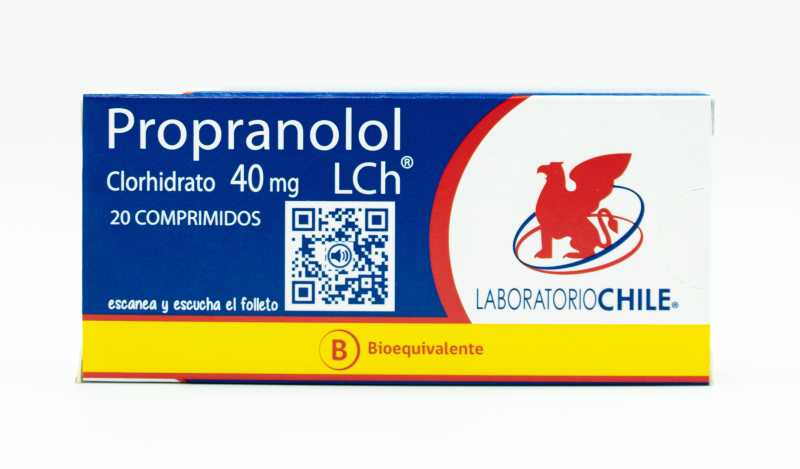 Propranolol
Clorhidrato 40 mg LCh®
20 COMPRIMIDOS
escanea y escucha el folleto
LABORATORIOCHILE®
B Bioequivalente